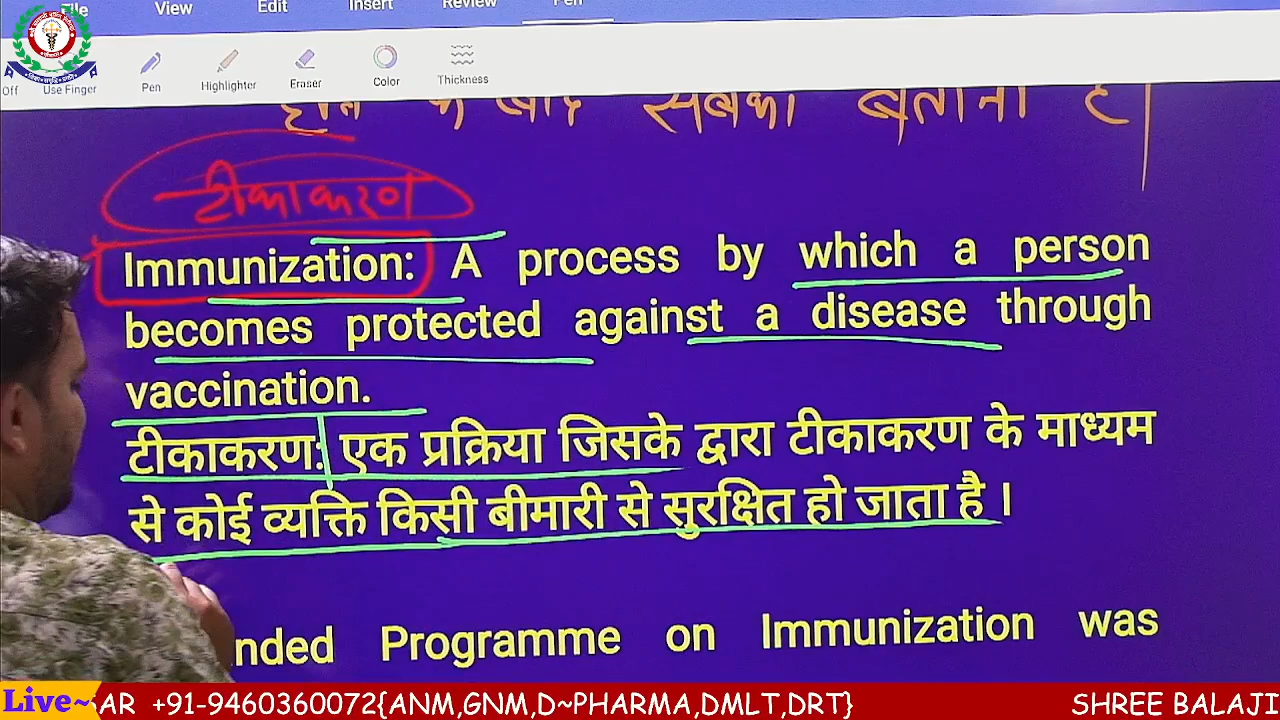 File View Edit Insert Review Pen
Off Use Finger Pen Highlighter Eraser Color Thickness
होने के बाद सबको बताना है।
टीकाकरण
Immunization: A process by which a person
becomes protected against a disease through
vaccination.
टीकाकरण: एक प्रक्रिया जिसके द्वारा टीकाकरण के माध्यम
से कोई व्यक्ति किसी बीमारी से सुरक्षित हो जाता है ।
nded Programme on Immunization was
Live~ SAR +91-9460360072{ANM,GNM,D~PHARMA,DMLT,DRT} SHREE BALAJI